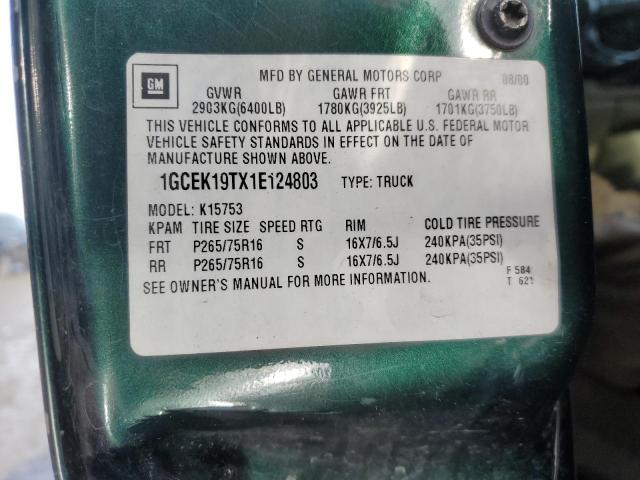 GM
MFD BY GENERAL MOTORS CORP 08/00
GVWR GAWR FRT GAWR RR
2903KG(6400LB) 1780KG(3925LB) 1701KG(3750LB)
THIS VEHICLE CONFORMS TO ALL APPLICABLE U.S. FEDERAL MOTOR
VEHICLE SAFETY STANDARDS IN EFFECT ON THE DATE OF
MANUFACTURE SHOWN ABOVE.
1GCEK19TX1E124803 TYPE: TRUCK
MODEL: K15753
KPAM TIRE SIZE SPEED RTG RIM COLD TIRE PRESSURE
FRT P265/75R16 S 16X7/6.5J 240KPA(35PSI)
RR P265/75R16 S 16X7/6.5J 240KPA(35PSI)
SEE OWNER'S MANUAL FOR MORE INFORMATION.
F 584
T 621